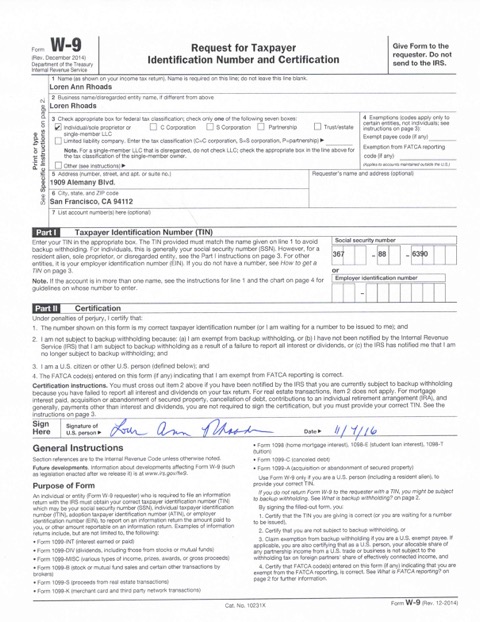 Form W-9
(Rev. December 2014)
Department of the Treasury
Internal Revenue Service
Request for Taxpayer
Identification Number and Certification
Give Form to the
requester. Do not
send to the IRS.
Print or type
See Specific Instructions on page 2.
1 Name (as shown on your income tax return). Name is required on this line; do not leave this line blank.
Loren Ann Rhoads
2 Business name/disregarded entity name, if different from above
Loren Rhoads
3 Check appropriate box for federal tax classification; check only one of the following seven boxes:
Individual/sole proprietor or single-member LLC
C Corporation
S Corporation
Partnership
Trust/estate
Limited liability company. Enter the tax classification (C=C corporation, S=S corporation, P=partnership) ▶
Note. For a single-member LLC that is disregarded, do not check LLC; check the appropriate box in the line above for
the tax classification of the single-member owner.
Other (see instructions) ▶
4 Exemptions (codes apply only to
certain entities, not individuals; see
instructions on page 3):
Exempt payee code (if any)
Exemption from FATCA reporting
code (if any)
(Applies to accounts maintained outside the U.S.)
5 Address (number, street, and apt. or suite no.)
1909 Alemany Blvd.
Requester's name and address (optional)
6 City, state, and ZIP code
San Francisco, CA 94112
7 List account number(s) here (optional)
Part I Taxpayer Identification Number (TIN)
Enter your TIN in the appropriate box. The TIN provided must match the name given on line 1 to avoid
backup withholding. For individuals, this is generally your social security number (SSN). However, for a
resident alien, sole proprietor, or disregarded entity, see the Part I instructions on page 3. For other
entities, it is your employer identification number (EIN). If you do not have a number, see How to get a
TIN on page 3.
Note. If the account is in more than one name, see the instructions for line 1 and the chart on page 4 for
guidelines on whose number to enter.
Social security number
367 – 88 – 6390
or
Employer identification number
–
Part II Certification
Under penalties of perjury, I certify that:
1. The number shown on this form is my correct taxpayer identification number (or I am waiting for a number to be issued to me); and
2. I am not subject to backup withholding because: (a) I am exempt from backup withholding, or (b) I have not been notified by the Internal Revenue
Service (IRS) that I am subject to backup withholding as a result of a failure to report all interest or dividends, or (c) the IRS has notified me that I am
no longer subject to backup withholding; and
3. I am a U.S. citizen or other U.S. person (defined below); and
4. The FATCA code(s) entered on this form (if any) indicating that I am exempt from FATCA reporting is correct.
Certification instructions. You must cross out item 2 above if you have been notified by the IRS that you are currently subject to backup withholding
because you have failed to report all interest and dividends on your tax return. For real estate transactions, item 2 does not apply. For mortgage
interest paid, acquisition or abandonment of secured property, cancellation of debt, contributions to an individual retirement arrangement (IRA), and
generally, payments other than interest and dividends, you are not required to sign the certification, but you must provide your correct TIN. See the
instructions on page 3.
Sign Here
Signature of U.S. person ▶ Loren Ann Rhoads
Date ▶ 11/7/16
General Instructions
Section references are to the Internal Revenue Code unless otherwise noted.
Future developments. Information about developments affecting Form W-9 (such
as legislation enacted after we release it) is at www.irs.gov/fw9.
Purpose of Form
An individual or entity (Form W-9 requester) who is required to file an information
return with the IRS must obtain your correct taxpayer identification number (TIN)
which may be your social security number (SSN), individual taxpayer identification
number (ITIN), adoption taxpayer identification number (ATIN), or employer
identification number (EIN), to report on an information return the amount paid to
you, or other amount reportable on an information return. Examples of information
returns include, but are not limited to, the following:
• Form 1099-INT (interest earned or paid)
• Form 1099-DIV (dividends, including those from stocks or mutual funds)
• Form 1099-MISC (various types of income, prizes, awards, or gross proceeds)
• Form 1099-B (stock or mutual fund sales and certain other transactions by
brokers)
• Form 1099-S (proceeds from real estate transactions)
• Form 1099-K (merchant card and third party network transactions)
• Form 1098 (home mortgage interest), 1098-E (student loan interest), 1098-T
(tuition)
• Form 1099-C (canceled debt)
• Form 1099-A (acquisition or abandonment of secured property)
Use Form W-9 only if you are a U.S. person (including a resident alien), to
provide your correct TIN.
If you do not return Form W-9 to the requester with a TIN, you might be subject
to backup withholding. See What is backup withholding? on page 2.
By signing the filled-out form, you:
1. Certify that the TIN you are giving is correct (or you are waiting for a number
to be issued),
2. Certify that you are not subject to backup withholding, or
3. Claim exemption from backup withholding if you are a U.S. exempt payee. If
applicable, you are also certifying that as a U.S. person, your allocable share of
any partnership income from a U.S. trade or business is not subject to the
withholding tax on foreign partners' share of effectively connected income, and
4. Certify that FATCA code(s) entered on this form (if any) indicating that you are
exempt from the FATCA reporting, is correct. See What is FATCA reporting? on
page 2 for further information.
Cat. No. 10231X
Form W-9 (Rev. 12-2014)